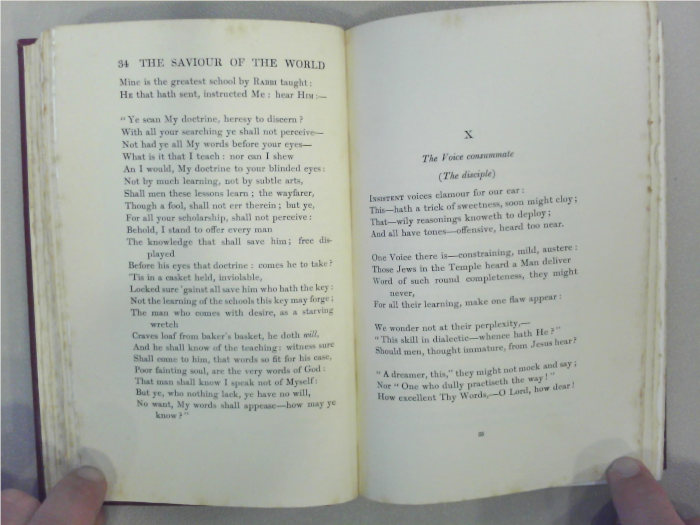 34 THE SAVIOUR OF THE WORLD
Mine is the greatest school by RABBI taught:
HE that hath sent, instructed Me: hear HIM:—
"Ye scan My doctrine, heresy to discern?
With all your searching ye shall not perceive—
Not had ye all My words before your eyes—
What is it that I teach: nor can I shew
An I would, My doctrine to your blinded eyes:
Not by much learning, not by subtle arts,
Shall men these lessons learn; the wayfarer,
Though a fool, shall not err therein; but ye,
For all your scholarship, shall not perceive:
Behold, I stand to offer every man
The knowledge that shall save him; free dis-
played
Before his eyes that doctrine: comes he to take?
'Tis in a casket held, inviolable,
Locked sure 'gainst all save him who hath the key:
Not the learning of the schools this key may forge;
The man who comes with desire, as a starving
wretch
Craves loaf from baker's basket, he doth will,
And he shall know of the teaching: witness sure
Shall come to him, that words so fit for his case,
Poor fainting soul, are the very words of God:
That man shall know I speak not of Myself:
But ye, who nothing lack, ye have no will,
No want, My words shall appease—how may ye
know?"
X
The Voice consummate
(The disciple)
INSISTENT voices clamour for our ear:
This—hath a trick of sweetness, soon might cloy;
That—wily reasonings knoweth to deploy;
And all have tones—offensive, heard too near.
One Voice there is—constraining, mild, austere:
Those Jews in the Temple heard a Man deliver
Word of such round completeness, they might
never,
For all their learning, make one flaw appear:
We wonder not at their perplexity,—
"This skill in dialectic—whence hath He?"
Should men, thought immature, from Jesus hear?
"A dreamer, this," they might not mock and say;
Nor "One who dully practiseth the way!"
How excellent Thy Words,—O Lord, how dear!
35